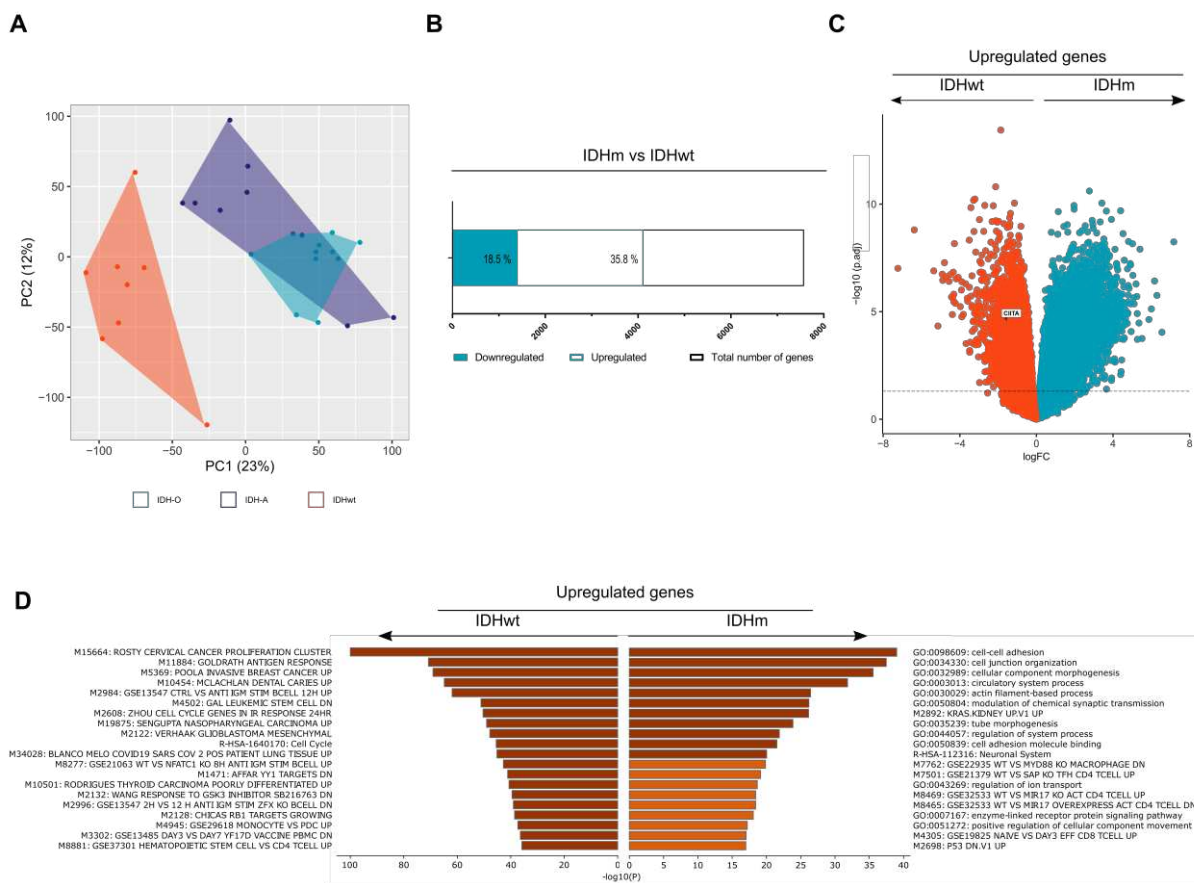 A
100
50
0
−50
−100
PC2 (12%)
−100
−50
0
50
100
PC1 (23%)
IDH-O
IDH-A
IDHwt
B
IDHm vs IDHwt
18.5 %
35.8 %
0
2000
4000
6000
8000
Downregulated
Upregulated
Total number of genes
C
Upregulated genes
IDHwt
IDHm
−log10 (p.adj)
10
5
0
CIITA
−8
−4
0
4
8
logFC
D
Upregulated genes
IDHwt
IDHm
M15664: ROSTY CERVICAL CANCER PROLIFERATION CLUSTER
M11884: GOLDRATH ANTIGEN RESPONSE
M5369: POOLA INVASIVE BREAST CANCER UP
M10454: MCLACHLAN DENTAL CARIES UP
M2984: GSE13547 CTRL VS ANTI IGM STIM BCELL 12H UP
M4502: GAL LEUKEMIC STEM CELL DN
M2608: ZHOU CELL CYCLE GENES IN IR RESPONSE 24HR
M19875: SENGUPTA NASOPHARYNGEAL CARCINOMA UP
M2122: VERHAAK GLIOBLASTOMA MESENCHYMAL
R-HSA-1640170: Cell Cycle
M34028: BLANCO MELO COVID19 SARS COV 2 POS PATIENT LUNG TISSUE UP
M8277: GSE21063 WT VS NFATC1 KO 8H ANTI IGM STIM BCELL UP
M1471: AFFAR YY1 TARGETS DN
M10501: RODRIGUES THYROID CARCINOMA POORLY DIFFERENTIATED UP
M2132: WANG RESPONSE TO GSK3 INHIBITOR SB216763 DN
M2996: GSE13547 2H VS 12 H ANTI IGM STIM ZFX KO BCELL DN
M2128: CHICAS RB1 TARGETS GROWING
M4945: GSE29618 MONOCYTE VS PDC UP
M3302: GSE13485 DAY3 VS DAY7 YF17D VACCINE PBMC DN
M8881: GSE37301 HEMATOPOIETIC STEM CELL VS CD4 TCELL UP
GO:0098609: cell-cell adhesion
GO:0034330: cell junction organization
GO:0032989: cellular component morphogenesis
GO:0003013: circulatory system process
GO:0030029: actin filament-based process
GO:0050804: modulation of chemical synaptic transmission
M2892: KRAS.KIDNEY UP.V1 UP
GO:0035239: tube morphogenesis
GO:0044057: regulation of system process
GO:0050839: cell adhesion molecule binding
R-HSA-112316: Neuronal System
M7762: GSE22935 WT VS MYD88 KO MACROPHAGE DN
M7501: GSE21379 WT VS SAP KO TFH CD4 TCELL UP
GO:0043269: regulation of ion transport
M8469: GSE32533 WT VS MIR17 KO ACT CD4 TCELL UP
M8465: GSE32533 WT VS MIR17 OVEREXPRESS ACT CD4 TCELL DN
GO:0007167: enzyme-linked receptor protein signaling pathway
GO:0051272: positive regulation of cellular component movement
M4305: GSE19825 NAIVE VS DAY3 EFF CD8 TCELL UP
M2698: P53 DN.V1 UP
100
80
60
40
20
0
0
5
10
15
20
25
30
35
40
-log10(P)